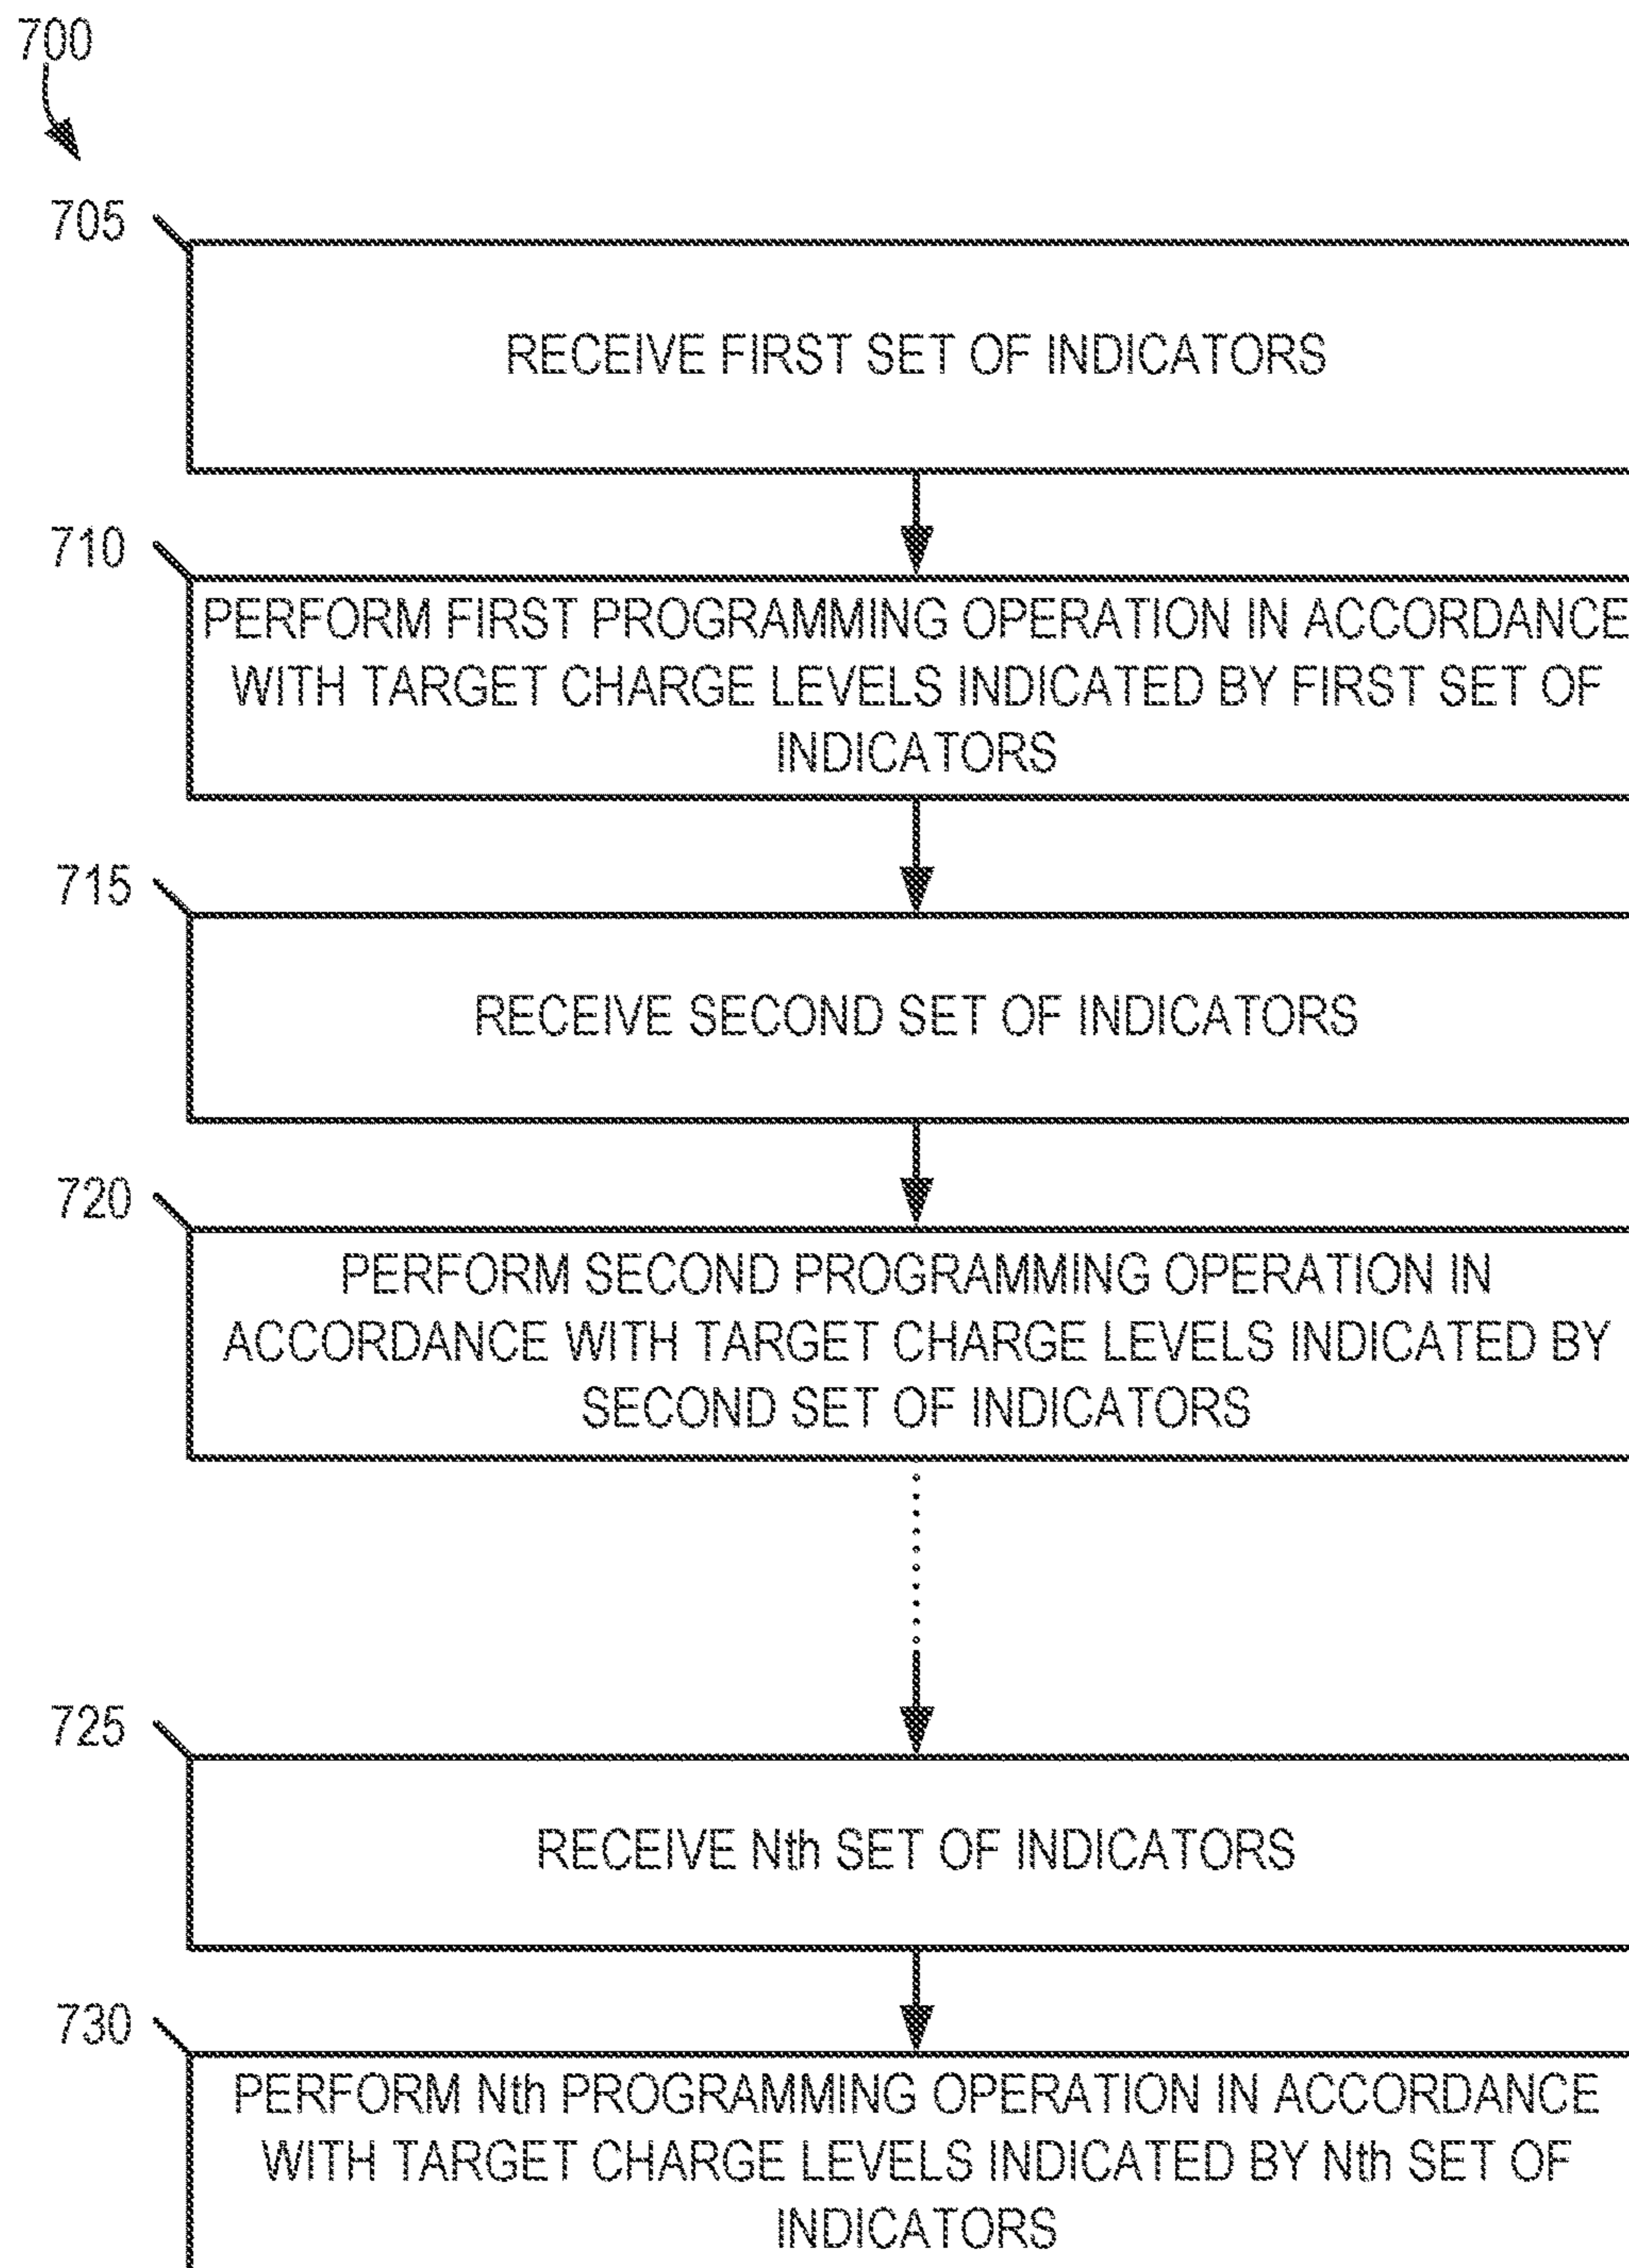 700
705
RECEIVE FIRST SET OF INDICATORS
710
PERFORM FIRST PROGRAMMING OPERATION IN ACCORDANCE
WITH TARGET CHARGE LEVELS INDICATED BY FIRST SET OF
INDICATORS
715
RECEIVE SECOND SET OF INDICATORS
720
PERFORM SECOND PROGRAMMING OPERATION IN
ACCORDANCE WITH TARGET CHARGE LEVELS INDICATED BY
SECOND SET OF INDICATORS
725
RECEIVE Nth SET OF INDICATORS
730
PERFORM Nth PROGRAMMING OPERATION IN ACCORDANCE
WITH TARGET CHARGE LEVELS INDICATED BY Nth SET OF
INDICATORS